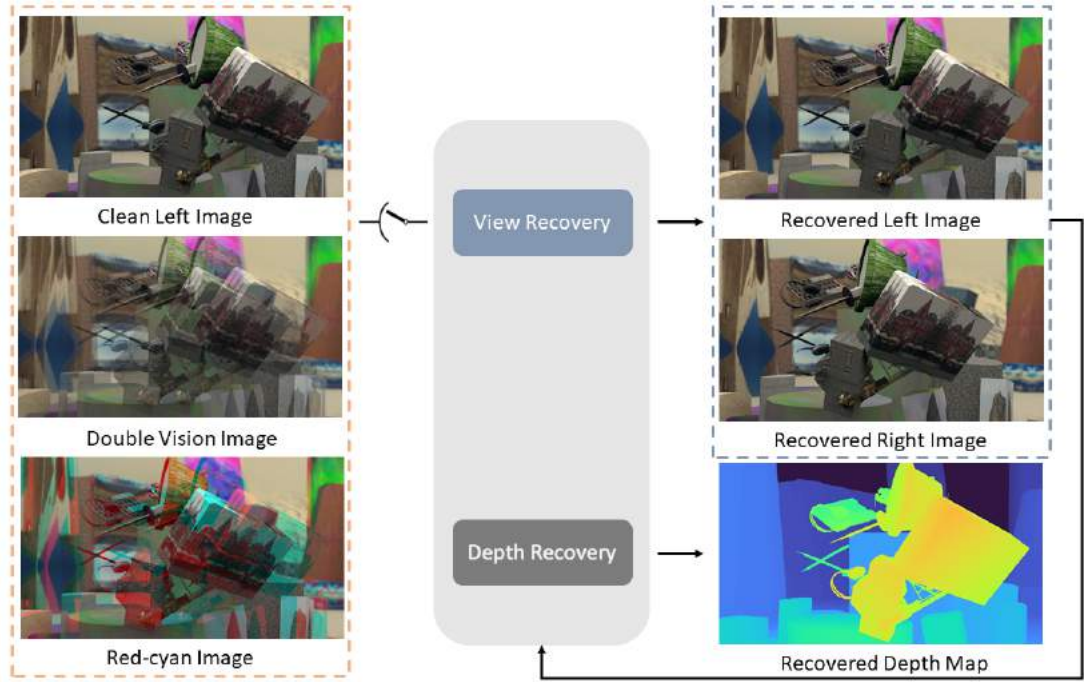 Clean Left Image
Double Vision Image
Red-cyan Image
View Recovery
Depth Recovery
Recovered Left Image
Recovered Right Image
Recovered Depth Map